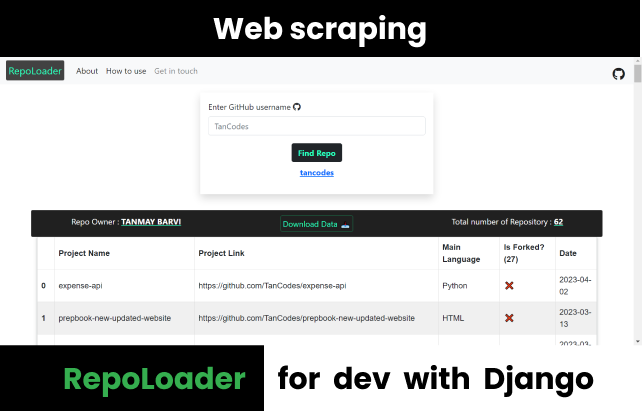 Web scraping
RepoLoader About How to use Get in touch
Enter GitHub username
TanCodes
Find Repo
tancodes
Repo Owner : TANMAY BARVI Download Data Total number of Repository : 62
Project Name Project Link Main Language Is Forked? (27) Date
0 expense-api https://github.com/TanCodes/expense-api Python 2023-04-02
1 prepbook-new-updated-website https://github.com/TanCodes/prepbook-new-updated-website HTML 2023-03-13
RepoLoader for dev with Django